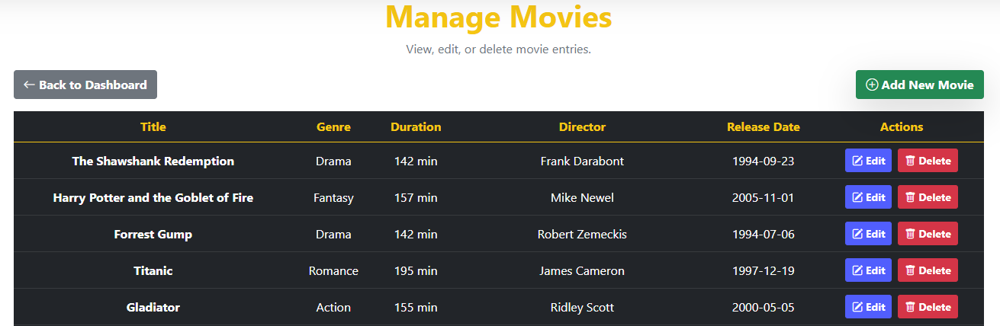 Manage Movies
View, edit, or delete movie entries.
← Back to Dashboard Add New Movie
Title Genre Duration Director Release Date Actions
The Shawshank Redemption Drama 142 min Frank Darabont 1994-09-23 Edit Delete
Harry Potter and the Goblet of Fire Fantasy 157 min Mike Newel 2005-11-01 Edit Delete
Forrest Gump Drama 142 min Robert Zemeckis 1994-07-06 Edit Delete
Titanic Romance 195 min James Cameron 1997-12-19 Edit Delete
Gladiator Action 155 min Ridley Scott 2000-05-05 Edit Delete